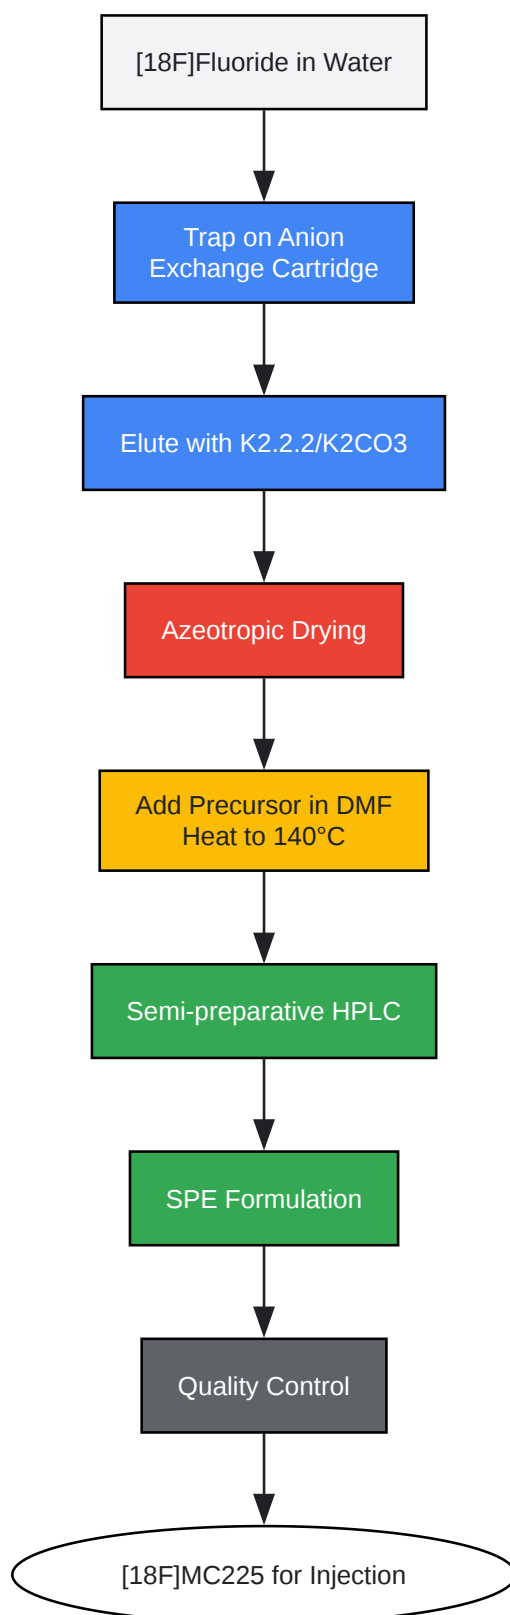 [18F]Fluoride in Water
Trap on Anion
Exchange Cartridge
Elute with K2.2.2/K2CO3
Azeotropic Drying
Add Precursor in DMF
Heat to 140°C
Semi-preparative HPLC
SPE Formulation
Quality Control
[18F]MC225 for Injection